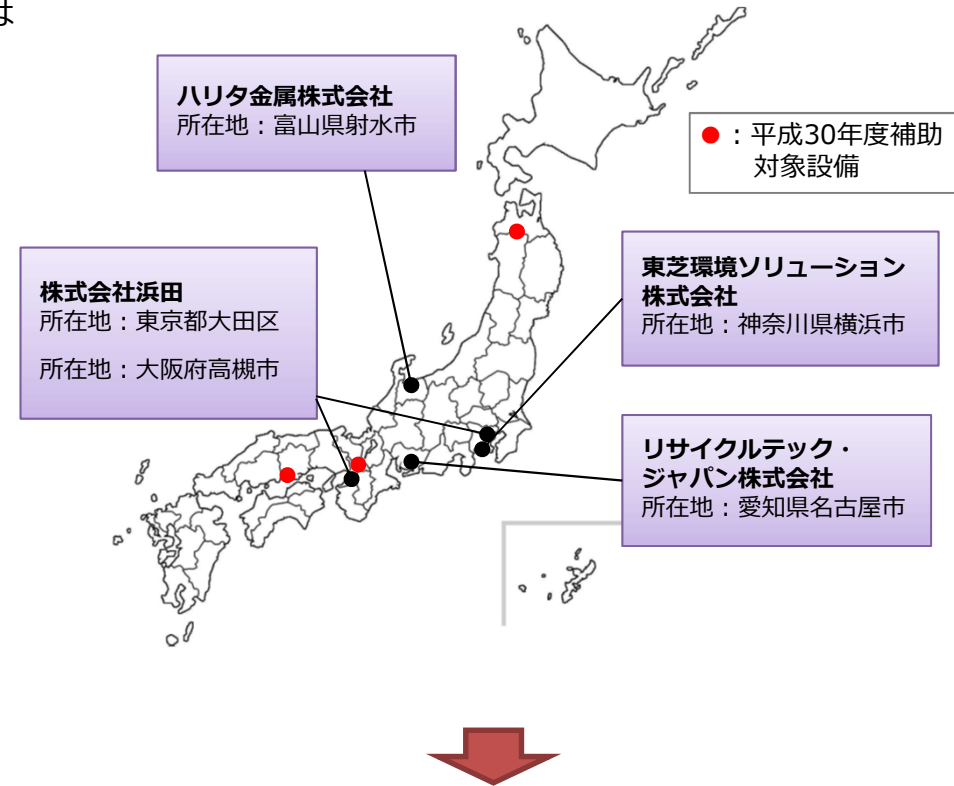 は
ハリタ金属株式会社
所在地：富山県射水市
●：平成30年度補助
対象設備
株式会社浜田
所在地：東京都大田区
所在地：大阪府高槻市
東芝環境ソリューション
株式会社
所在地：神奈川県横浜市
リサイクルテック・
ジャパン株式会社
所在地：愛知県名古屋市